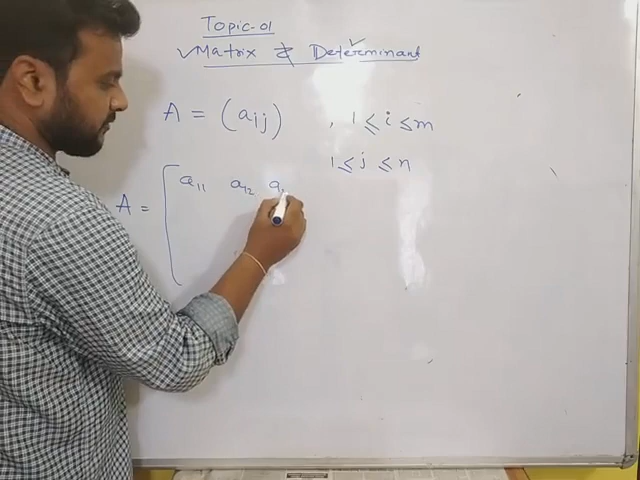 Topic-01
✓Matrix & Determinant
A = (aij) , 1 ≤ i ≤ m
1 ≤ j ≤ n
A = [ a11 a12 a1